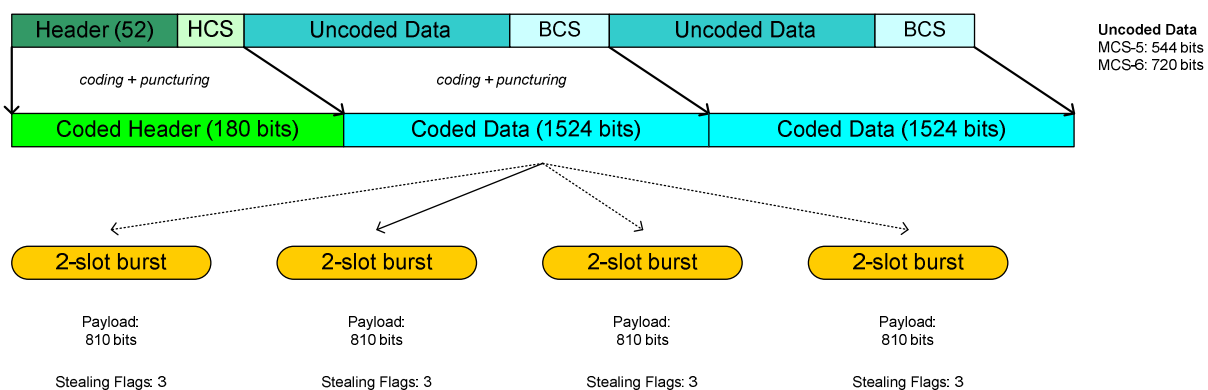 Header (52) HCS Uncoded Data BCS Uncoded Data BCS
Uncoded Data
MCS-5: 544 bits
MCS-6: 720 bits
coding + puncturing coding + puncturing
Coded Header (180 bits) Coded Data (1524 bits) Coded Data (1524 bits)
2-slot burst 2-slot burst 2-slot burst 2-slot burst
Payload: Payload: Payload: Payload:
810 bits 810 bits 810 bits 810 bits
Stealing Flags: 3 Stealing Flags: 3 Stealing Flags: 3 Stealing Flags: 3